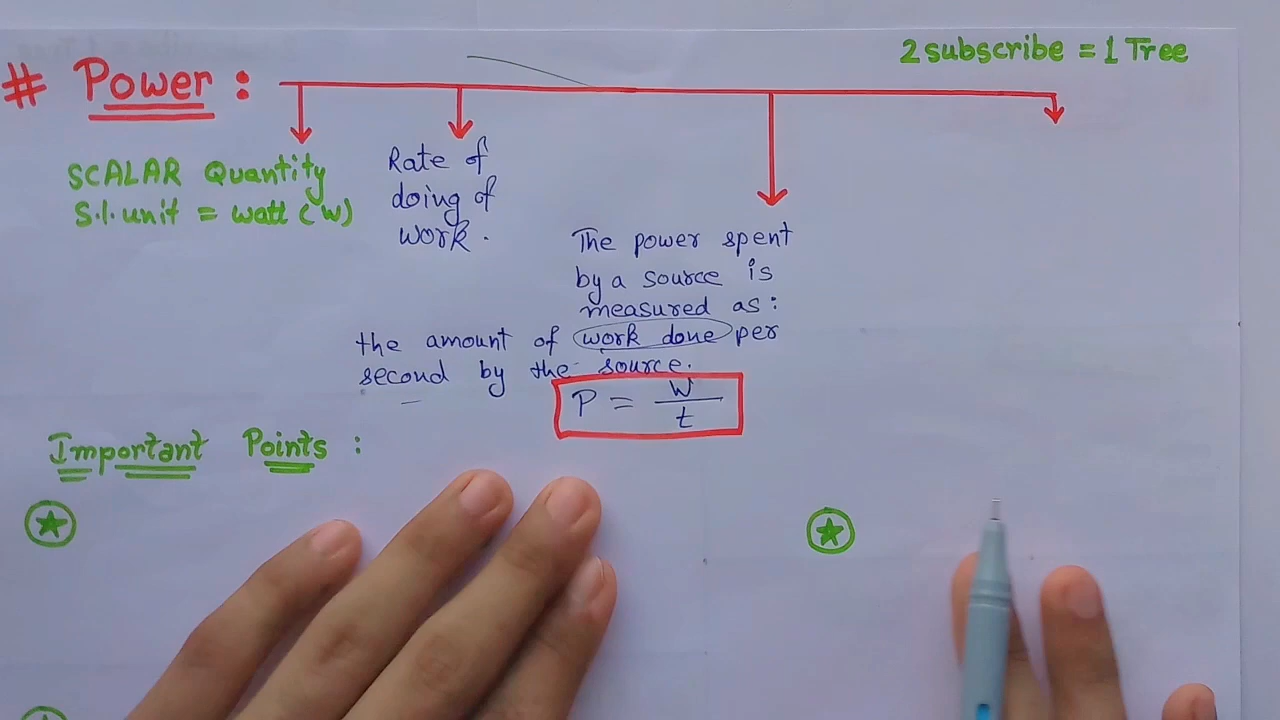 2 subscribe = 1 Tree
# Power :
SCALAR Quantity
S.I. unit = watt (W)
Rate of
doing of
work.
The power spent
by a source is
measured as:
the amount of work done per
second by the source.
P = W/t
Important Points :